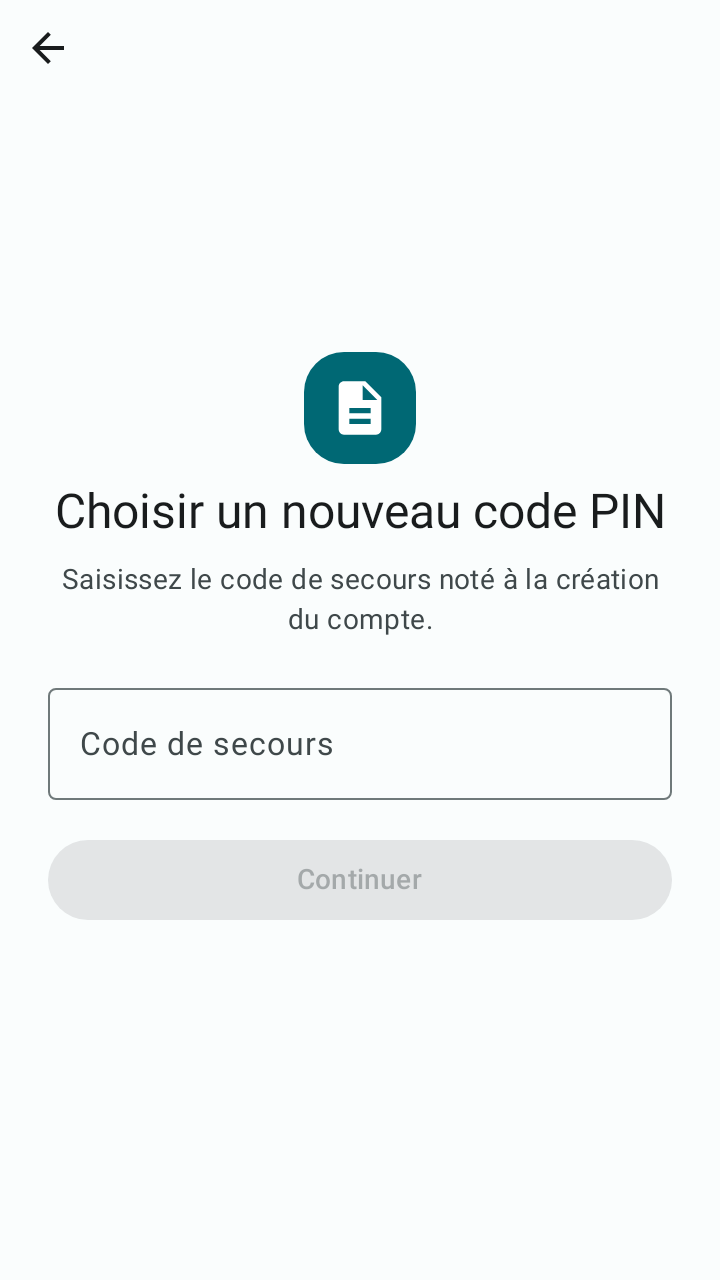 Choisir un nouveau code PIN
Saisissez le code de secours noté à la création
du compte.
Code de secours
Continuer